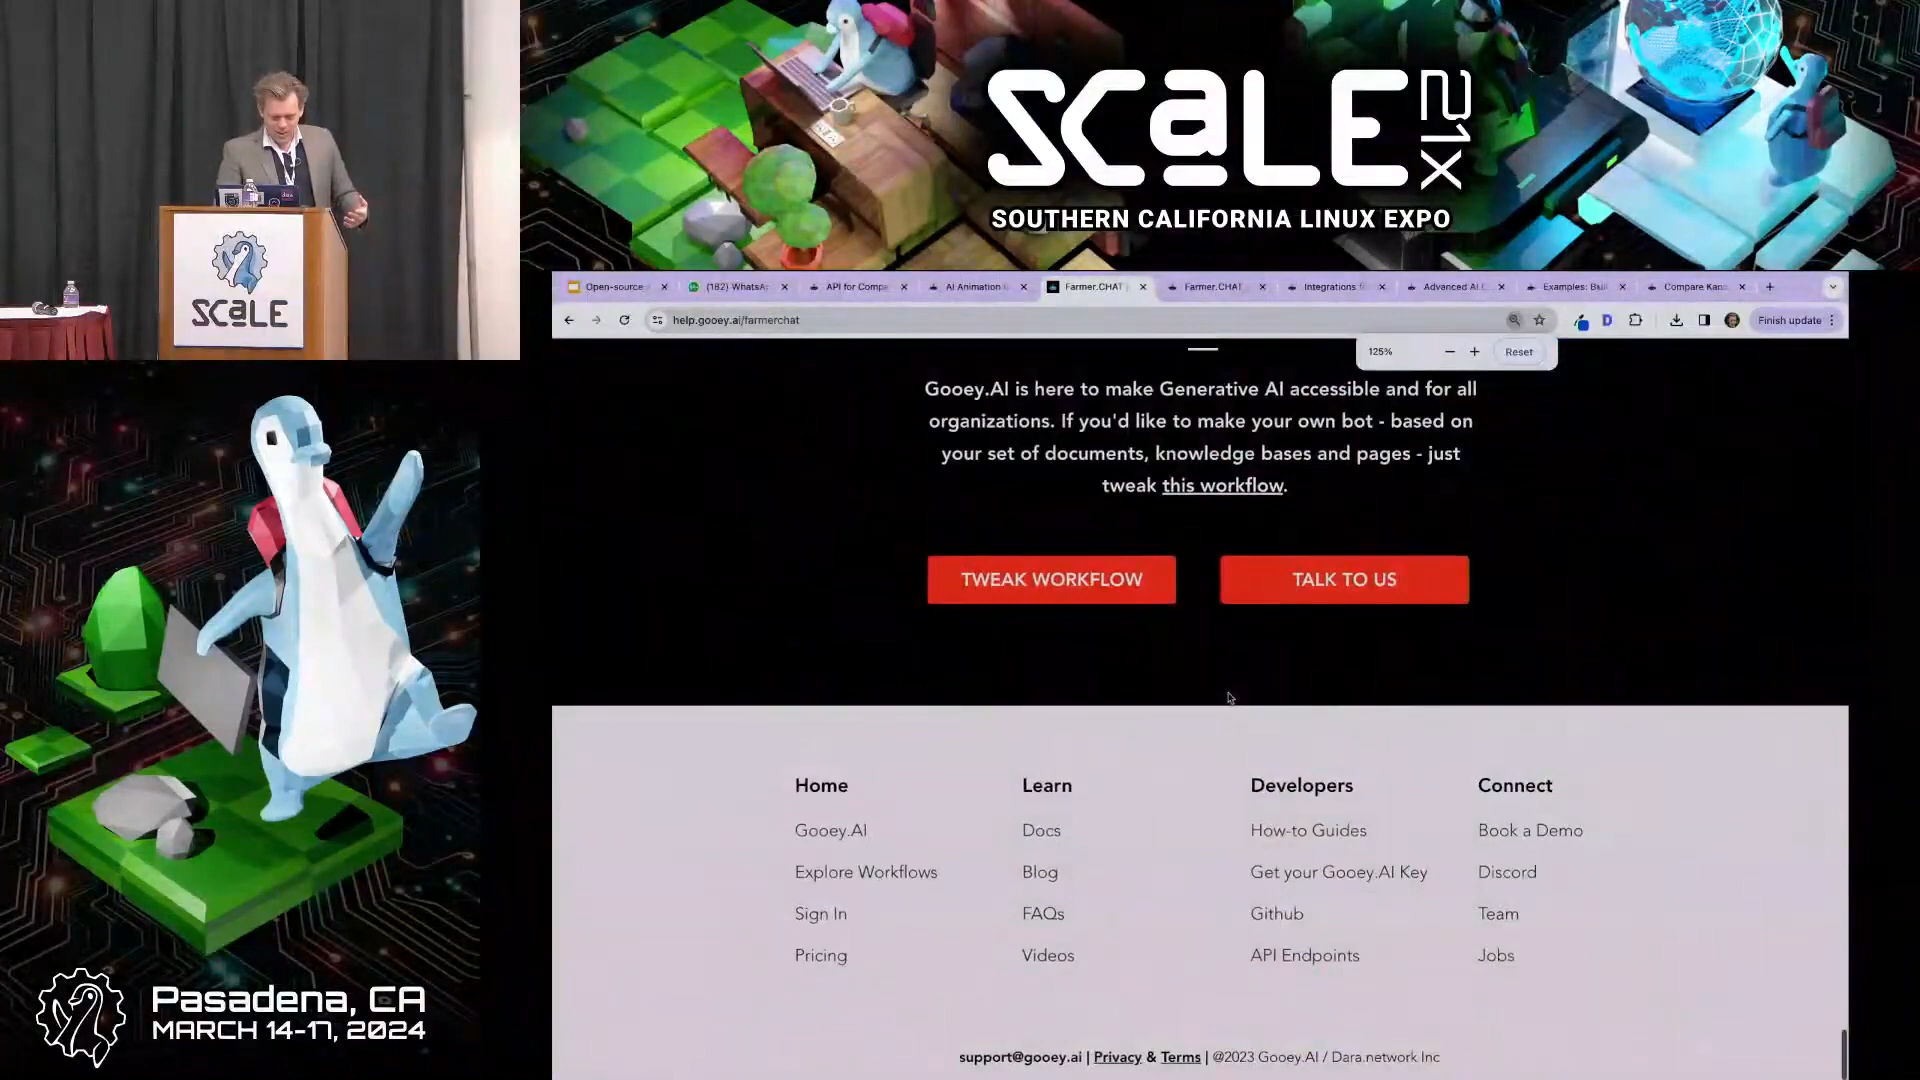 SCaLE
SCaLE 21X
SOUTHERN CALIFORNIA LINUX EXPO
Open-source
(182) WhatsA
API for Compa
AI Animation
Farmer.CHAT
Farmer.CHAT
Integrations
Advanced AI
Examples: Buil
Compare Kan
help.gooey.ai/farmerchat
Finish update
125%
Reset
Gooey.AI is here to make Generative AI accessible and for all
organizations. If you'd like to make your own bot - based on
your set of documents, knowledge bases and pages - just
tweak this workflow.
TWEAK WORKFLOW
TALK TO US
Home
Gooey.AI
Explore Workflows
Sign In
Pricing
Learn
Docs
Blog
FAQs
Videos
Developers
How-to Guides
Get your Gooey.AI Key
Github
API Endpoints
Connect
Book a Demo
Discord
Team
Jobs
support@gooey.ai | Privacy & Terms | @2023 Gooey.AI / Dara.network Inc
Pasadena, CA
MARCH 14-17, 2024